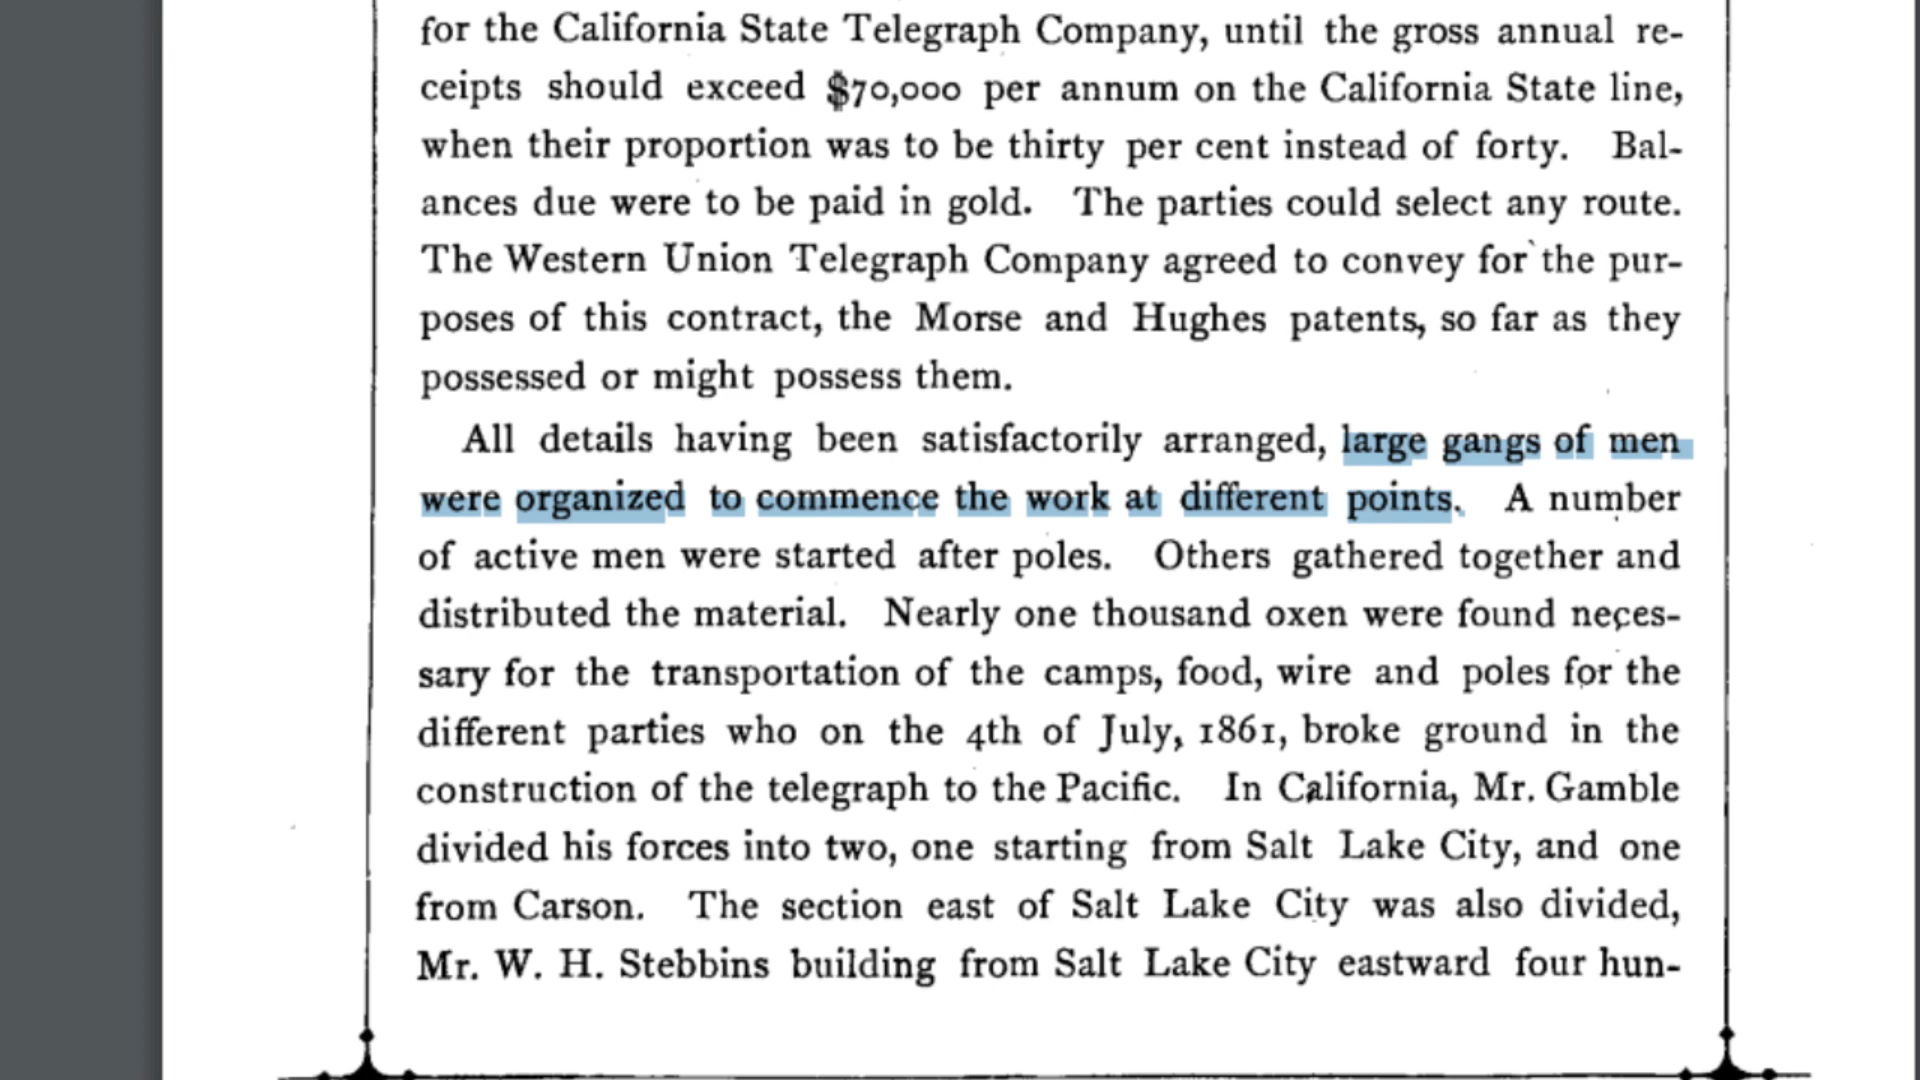 for the California State Telegraph Company, until the gross annual re-
ceipts should exceed $70,000 per annum on the California State line,
when their proportion was to be thirty per cent instead of forty. Bal-
ances due were to be paid in gold. The parties could select any route.
The Western Union Telegraph Company agreed to convey for the pur-
poses of this contract, the Morse and Hughes patents, so far as they
possessed or might possess them.
All details having been satisfactorily arranged, large gangs of men
were organized to commence the work at different points. A number
of active men were started after poles. Others gathered together and
distributed the material. Nearly one thousand oxen were found neces-
sary for the transportation of the camps, food, wire and poles for the
different parties who on the 4th of July, 1861, broke ground in the
construction of the telegraph to the Pacific. In California, Mr. Gamble
divided his forces into two, one starting from Salt Lake City, and one
from Carson. The section east of Salt Lake City was also divided,
Mr. W. H. Stebbins building from Salt Lake City eastward four hun-